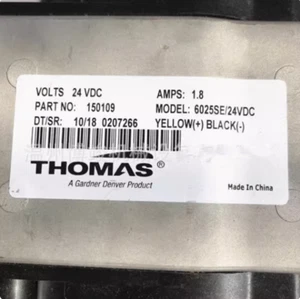 VOLTS 24 VDC AMPS: 1.8
PART NO: 150109 MODEL: 6025SE/24VDC
DT/SR: 10/18 0207266 YELLOW(+) BLACK(-)
THOMAS
A Gardner Denver Product
Made In China